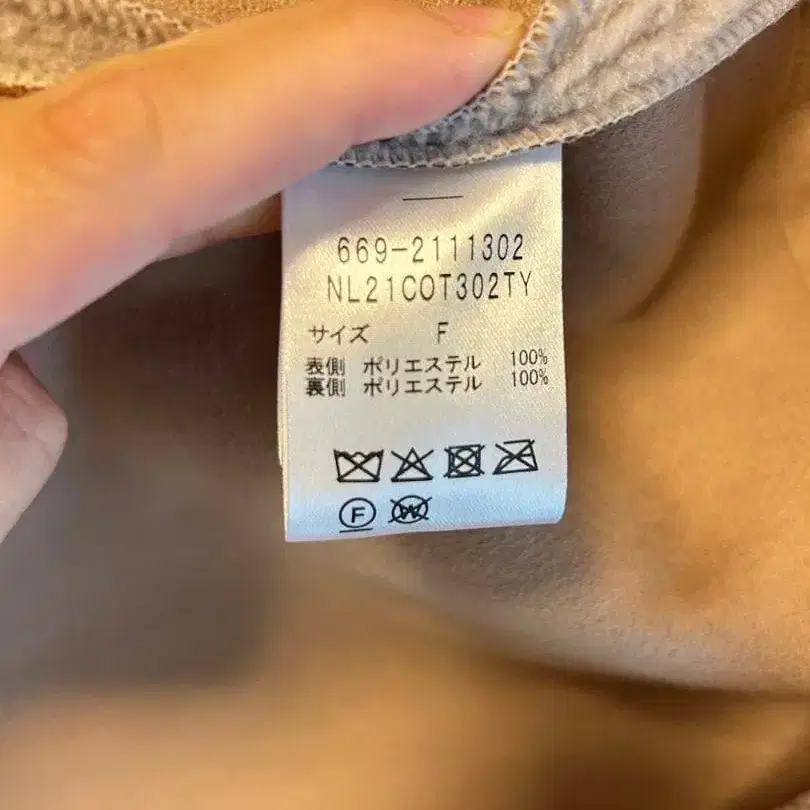 669-2111302
NL21COT302TY
サイズ F
表側 ポリエステル 100%
裏側 ポリエステル 100%
F W